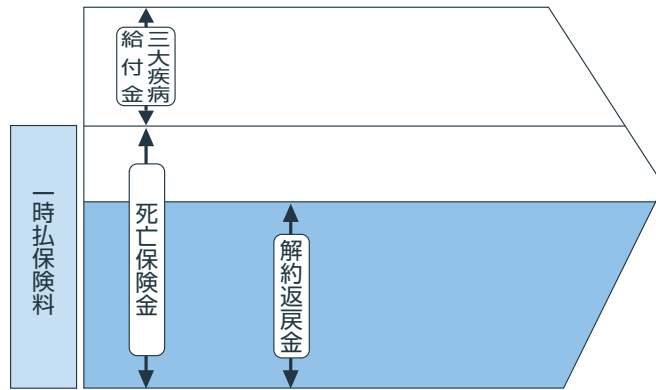 三大疾病
給付金
一時払保険料
死亡保険金
解約返戻金